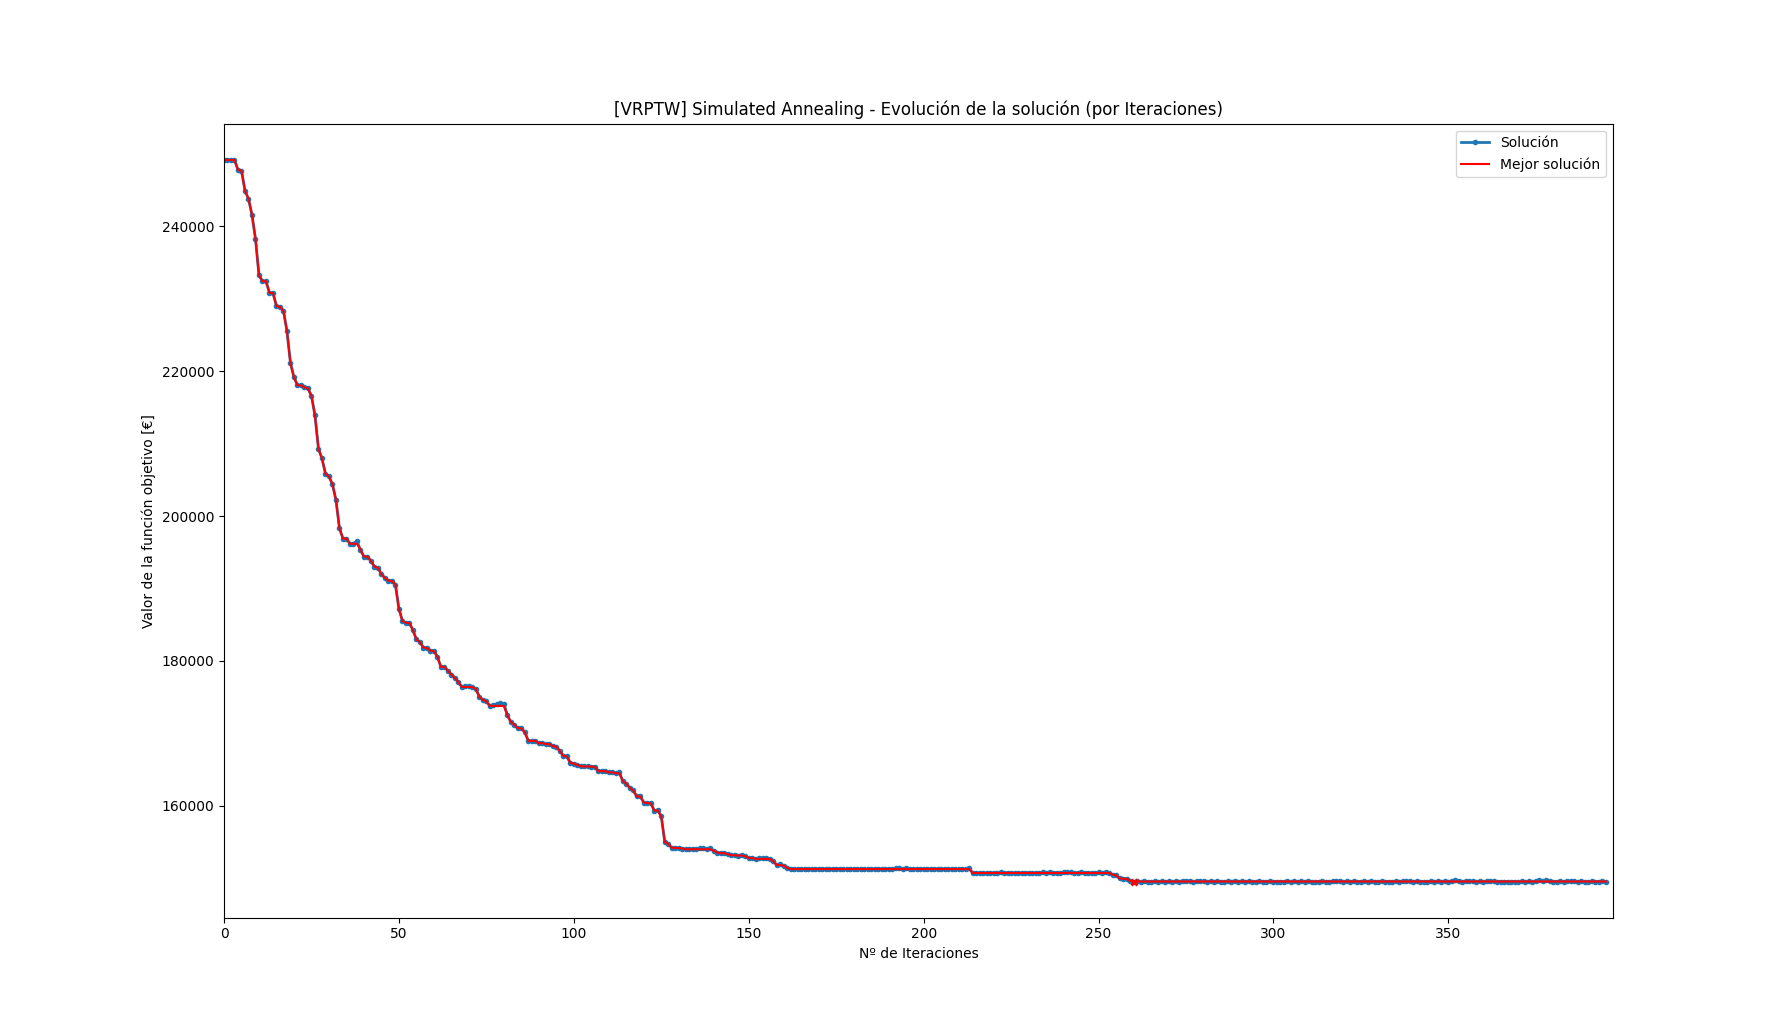 [VRPTW] Simulated Annealing - Evolución de la solución (por Iteraciones)
Solución
Mejor solución
Valor de la función objetivo [€]
240000
220000
200000
180000
160000
0 50 100 150 200 250 300 350
Nº de Iteraciones